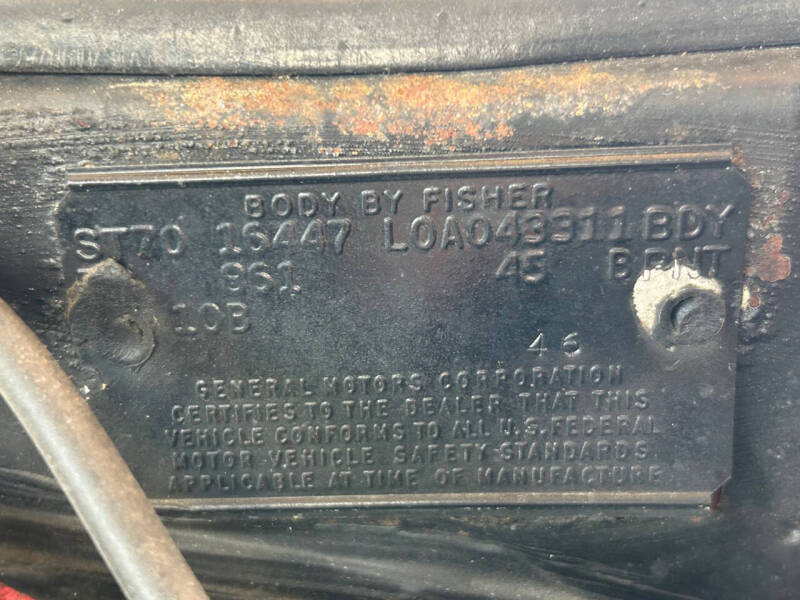 BODY BY FISHER
ST70 16447 LOA043311 BDY
961 45 B PNT
10B
46
GENERAL MOTORS CORPORATION
CERTIFIES TO THE DEALER THAT THIS
VEHICLE CONFORMS TO ALL U.S. FEDERAL
MOTOR VEHICLE SAFETY STANDARDS
APPLICABLE AT TIME OF MANUFACTURE